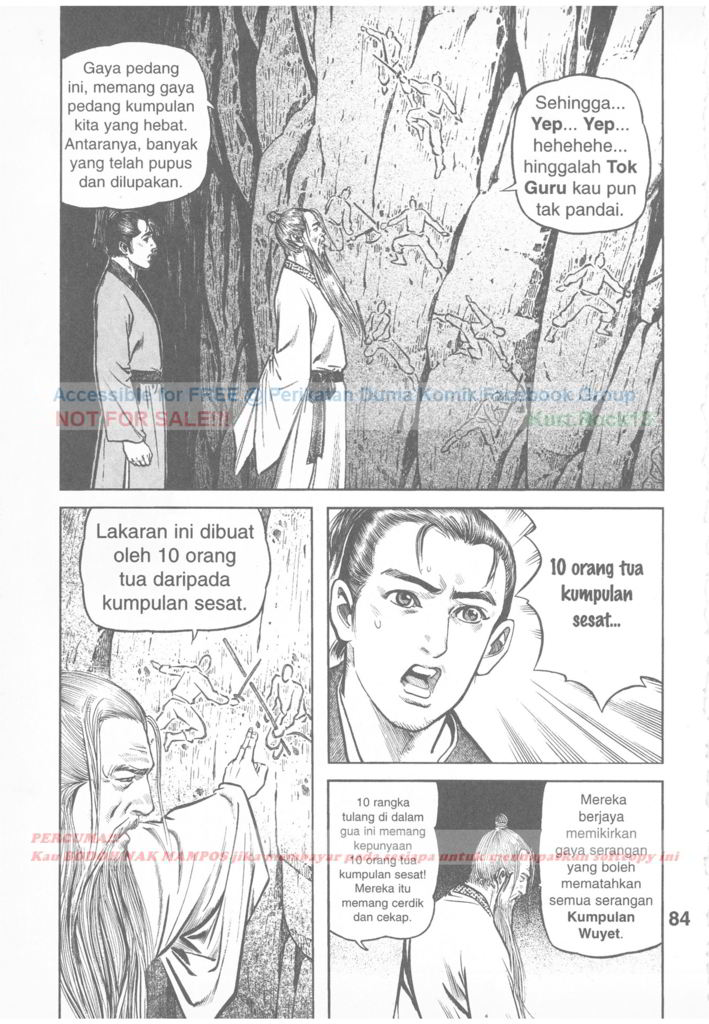 Gaya pedang
ini, memang gaya
pedang kumpulan
kita yang hebat.
Antaranya, banyak
yang telah pupus
dan dilupakan.
Sehingga...
Yep... Yep...
hehehehe...
hinggalah Tok
Guru kau pun
tak pandai.
Accessible for FREE @ Perikatan Dunia Komik Facebook Group
NOT FOR SALE!!!
Kurt Rock15
Lakaran ini dibuat
oleh 10 orang
tua daripada
kumpulan sesat.
10 orang tua
kumpulan
sesat...
10 rangka
tulang di dalam
gua ini memang
kepunyaan
10 orang tua
kumpulan sesat!
Mereka itu
memang cerdik
dan cekap.
Mereka
berjaya
memikirkan
gaya serangan
yang boleh
mematahkan
semua serangan
Kumpulan
Wuyet.
PERCUMA!!
Kau BODOH NAK MAMPOS jika membayar pada sesiapa untuk mendapatkan softcopy ini
84